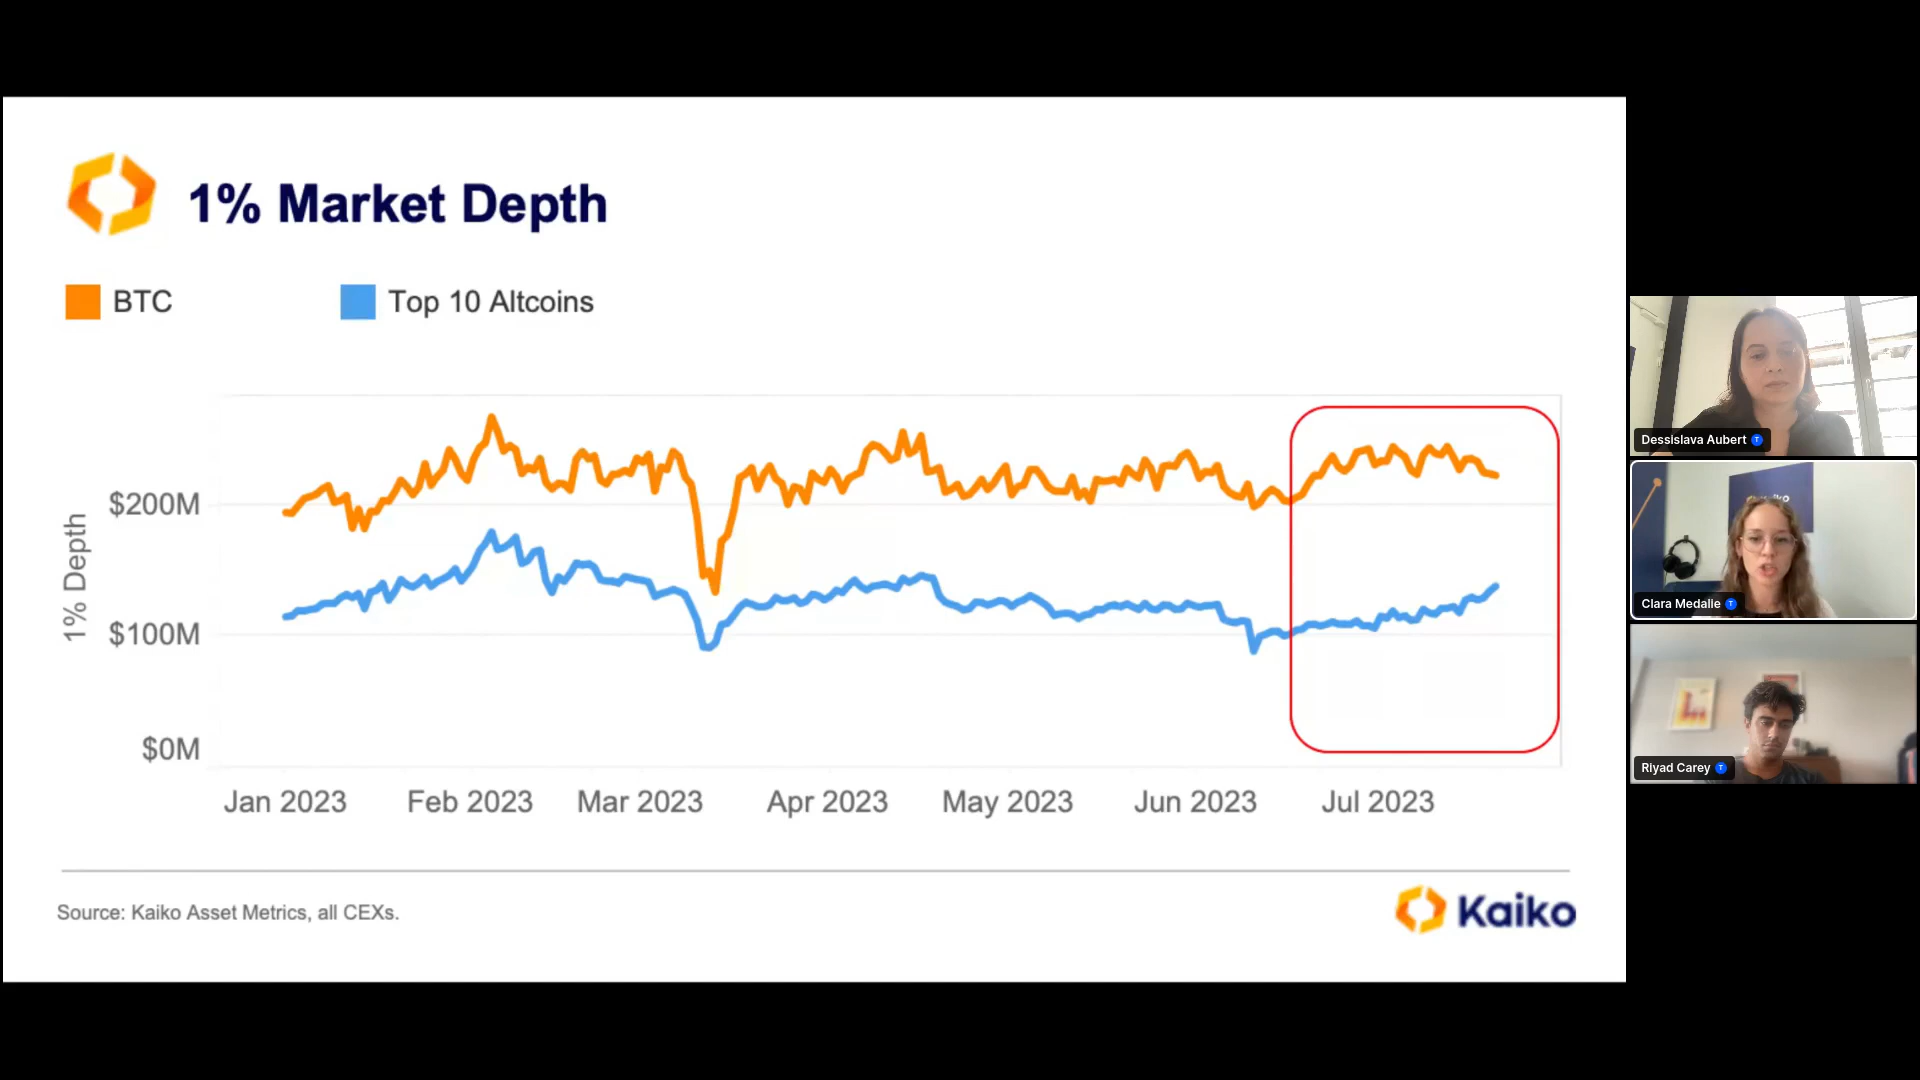 1% Market Depth
BTC
Top 10 Altcoins
1% Depth
$200M
$100M
$0M
Jan 2023 Feb 2023 Mar 2023 Apr 2023 May 2023 Jun 2023 Jul 2023
Source: Kaiko Asset Metrics, all CEXs.
Kaiko
Dessislava Aubert T
Clara Medalie T
Riyad Carey T